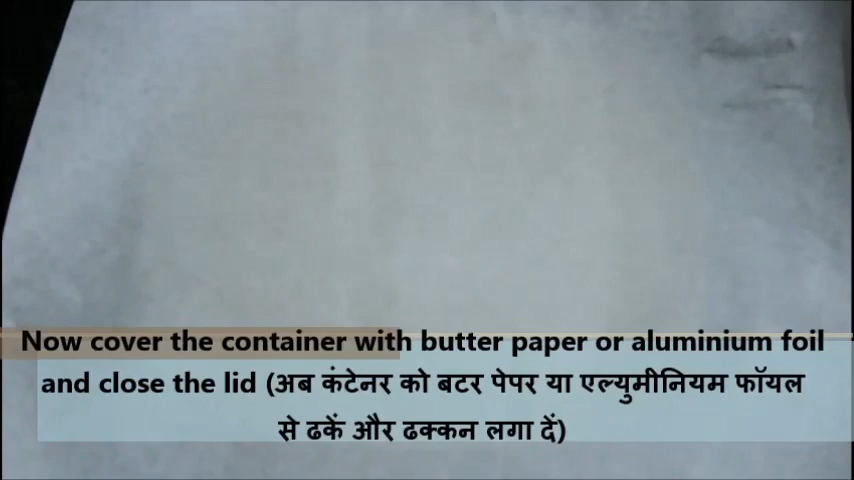 Now cover the container with butter paper or aluminium foil
and close the lid (अब कंटेनर को बटर पेपर या एल्युमीनियम फॉयल
से ढकें और ढक्कन लगा दें)